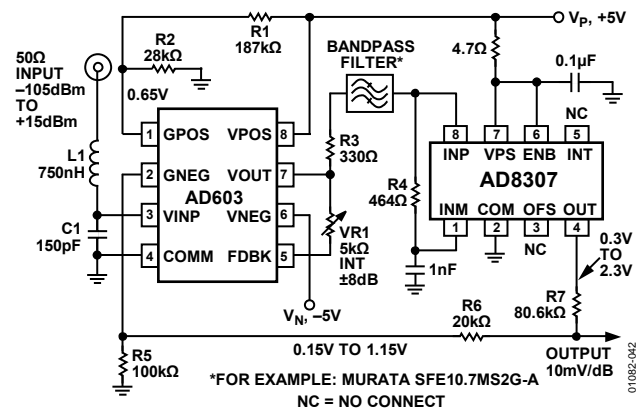 50Ω
INPUT
–105dBm
TO
+15dBm
R2
28kΩ
R1
187kΩ
VP, +5V
0.65V
BANDPASS
FILTER*
4.7Ω
0.1µF
NC
L1
750nH
C1
150pF
1 GPOS VPOS 8
2 GNEG VOUT 7
AD603
3 VINP VNEG 6
4 COMM FDBK 5
R3
330Ω
VR1
5kΩ
INT
±8dB
VN, –5V
R4
464Ω
8 7 6 5
INP VPS ENB INT
AD8307
INM COM OFS OUT
1 2 3 4
NC
1nF
0.3V
TO
2.3V
R7
80.6kΩ
R6
20kΩ
R5
100kΩ
0.15V TO 1.15V
OUTPUT
10mV/dB
*FOR EXAMPLE: MURATA SFE10.7MS2G-A
NC = NO CONNECT
01082-042